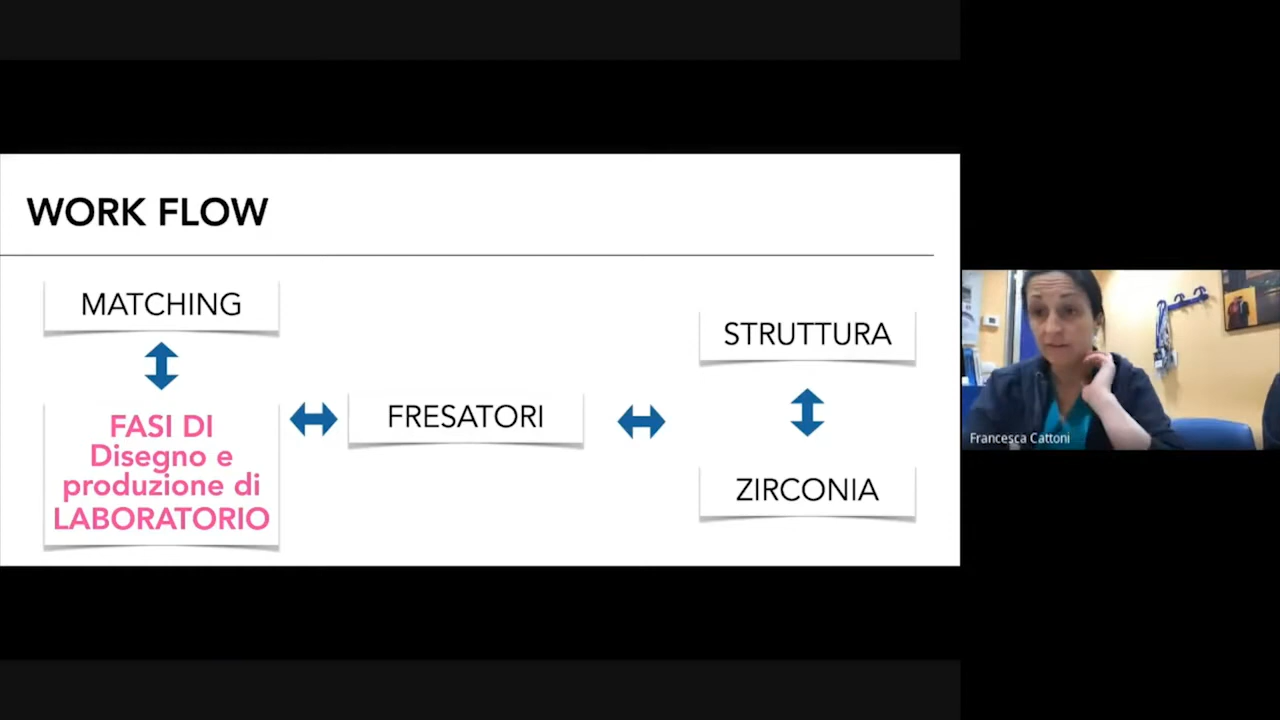 WORK FLOW
MATCHING
FASI DI
Disegno e
produzione di
LABORATORIO
FRESATORI
STRUTTURA
ZIRCONIA
Francesca Cattoni